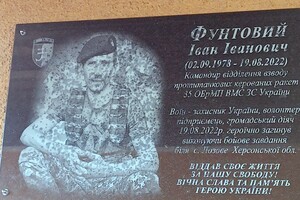 ФУНТОВИЙ
Іван Іванович
(02.09.1978 - 19.08.2022)
Командир відділення взводу
протитанкових керованих ракет
35 ОБрМП ВМС ЗС України
Воїн - захисник України, волонтер
підприємець, громадський діяч
19.08.2022р. героїчно загинув
виконуючи бойове завдання
біля с. Лозове Херсонської обл.
ВІДДАВ СВОЄ ЖИТТЯ
ЗА НАШУ СВОБОДУ!
ВІЧНА СЛАВА ТА ПАМ'ЯТЬ
ГЕРОЮ УКРАЇНИ!